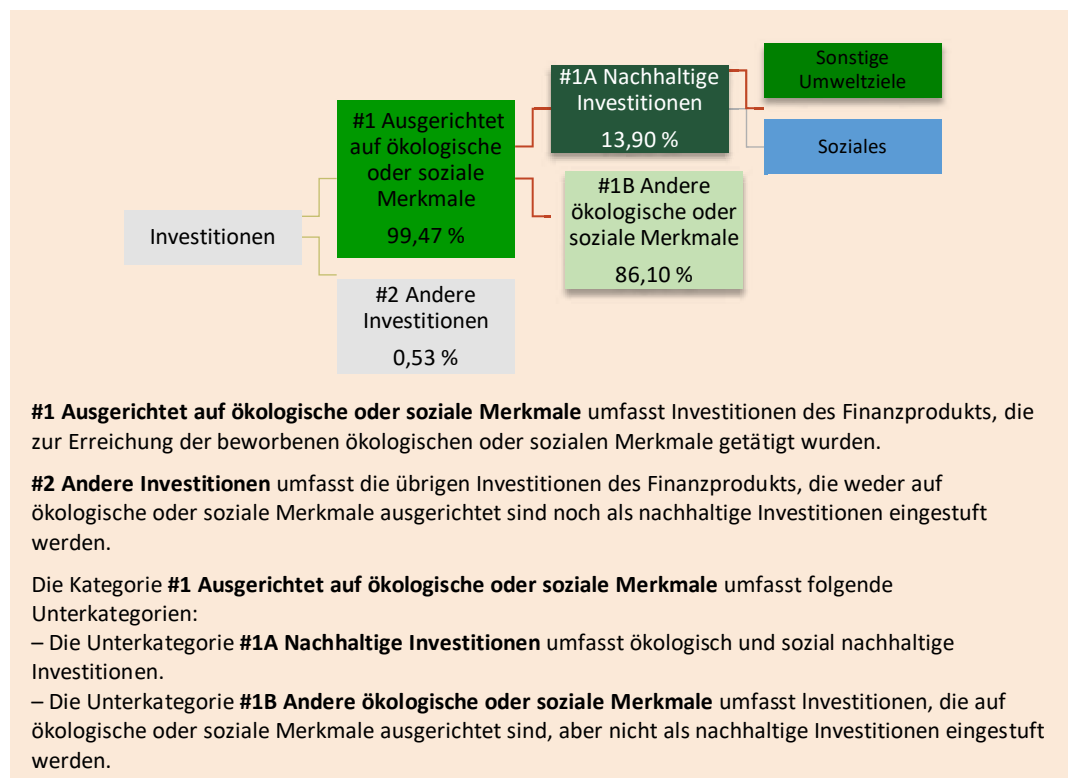 Investitionen
#1 Ausgerichtet
auf ökologische
oder soziale
Merkmale
99,47 %
#2 Andere
Investitionen
0,53 %
#1A Nachhaltige
Investitionen
13,90 %
#1B Andere
ökologische oder
soziale Merkmale
86,10 %
Sonstige
Umweltziele
Soziales
#1 Ausgerichtet auf ökologische oder soziale Merkmale umfasst Investitionen des Finanzprodukts, die
zur Erreichung der beworbenen ökologischen oder sozialen Merkmale getätigt wurden.
#2 Andere Investitionen umfasst die übrigen Investitionen des Finanzprodukts, die weder auf
ökologische oder soziale Merkmale ausgerichtet sind noch als nachhaltige Investitionen eingestuft
werden.
Die Kategorie #1 Ausgerichtet auf ökologische oder soziale Merkmale umfasst folgende
Unterkategorien:
– Die Unterkategorie #1A Nachhaltige Investitionen umfasst ökologisch und sozial nachhaltige
Investitionen.
– Die Unterkategorie #1B Andere ökologische oder soziale Merkmale umfasst Investitionen, die auf
ökologische oder soziale Merkmale ausgerichtet sind, aber nicht als nachhaltige Investitionen eingestuft
werden.